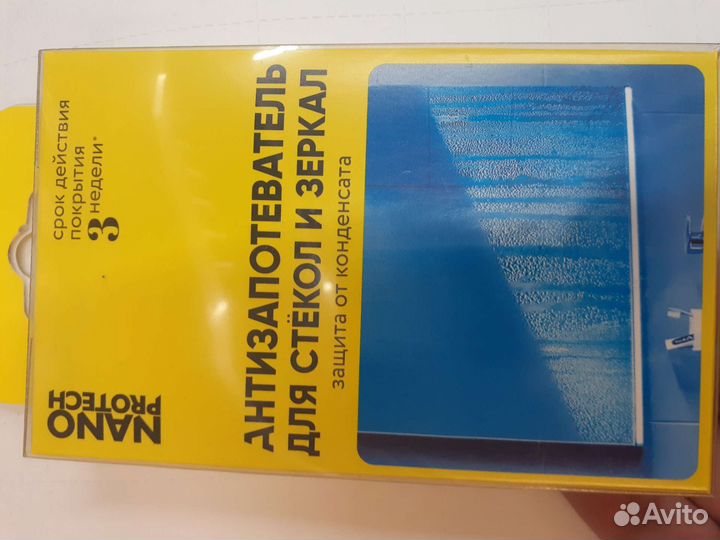 NANO
PROTECH
срок действия
покрытия
3 недели*
АНТИЗАПОТЕВАТЕЛЬ
ДЛЯ СТЁКОЛ И ЗЕРКАЛ
защита от конденсата
Avito